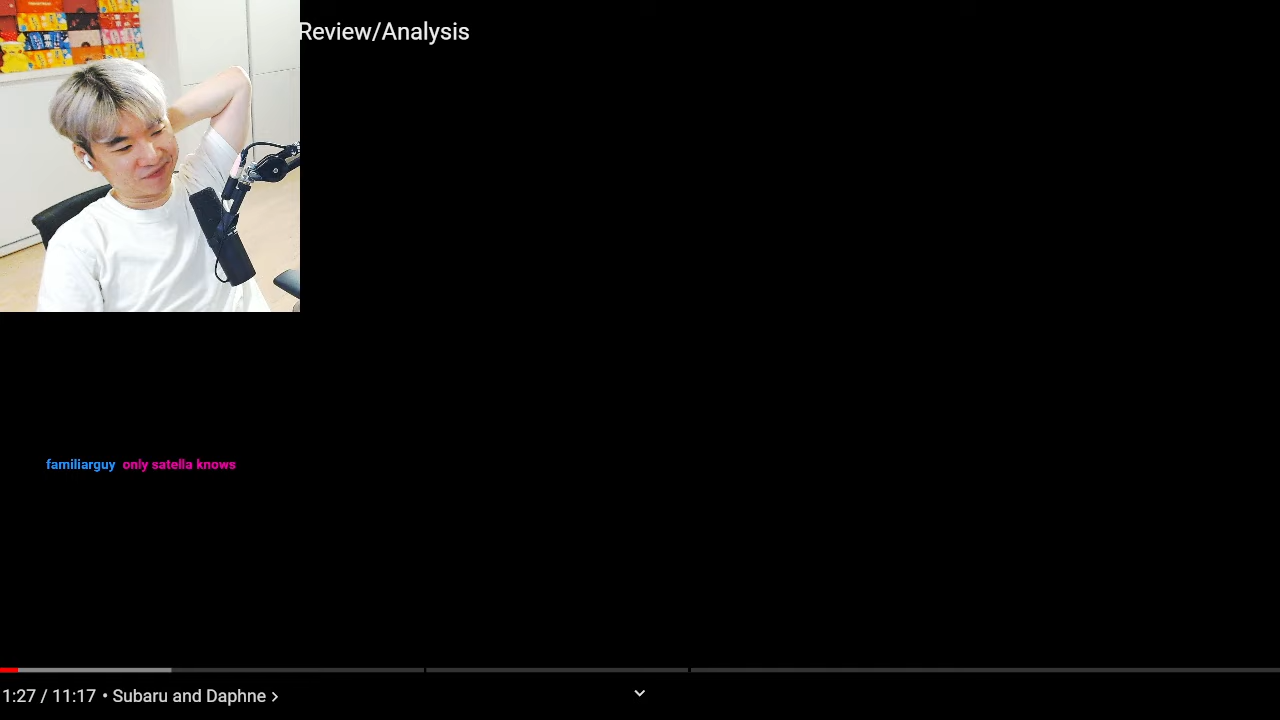 Review/Analysis
familiarguy only satella knows
1:27 / 11:17 • Subaru and Daphne >